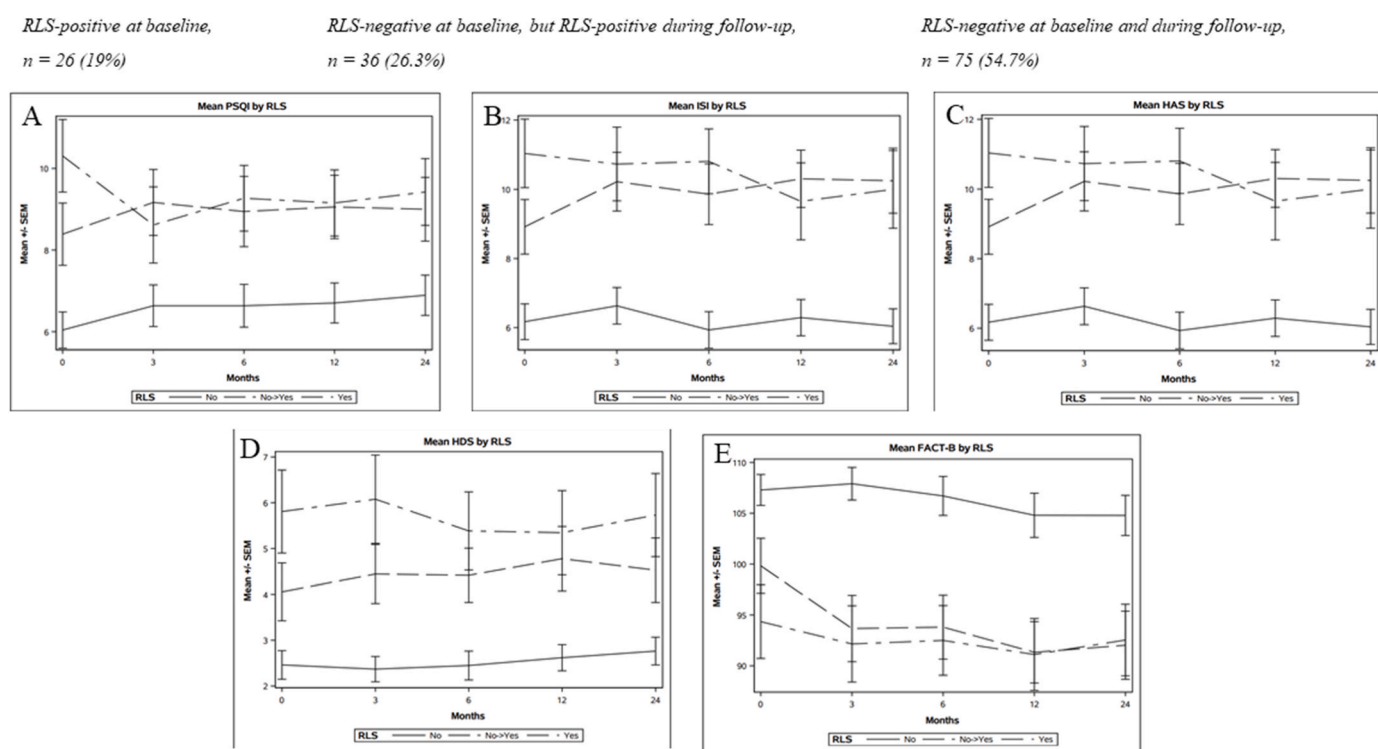 RLS-positive at baseline,
n = 26 (19%)
RLS-negative at baseline, but RLS-positive during follow-up,
n = 36 (26.3%)
RLS-negative at baseline and during follow-up,
n = 75 (54.7%)
A
Mean PSQI by RLS
Mean +/- SEM
10
8
6
0 3 6 12 24
Months
RLS No No->Yes Yes
B
Mean ISI by RLS
Mean +/- SEM
12
10
8
6
0 3 6 12 24
Months
RLS No No->Yes Yes
C
Mean HAS by RLS
Mean +/- SEM
12
10
8
6
0 3 6 12 24
Months
RLS No No->Yes Yes
D
Mean HDS by RLS
Mean +/- SEM
7
6
5
4
3
2
0 3 6 12 24
Months
RLS No No->Yes Yes
E
Mean FACT-B by RLS
Mean +/- SEM
110
105
100
95
90
0 3 6 12 24
Months
RLS No No->Yes Yes